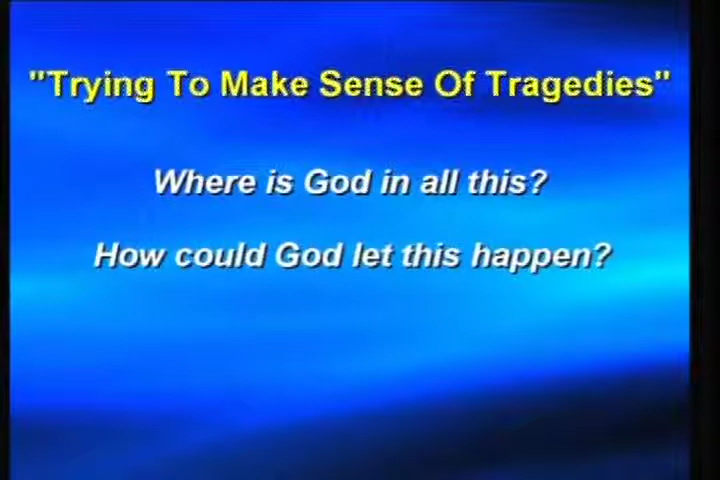 "Trying To Make Sense Of Tragedies"
Where is God in all this?
How could God let this happen?